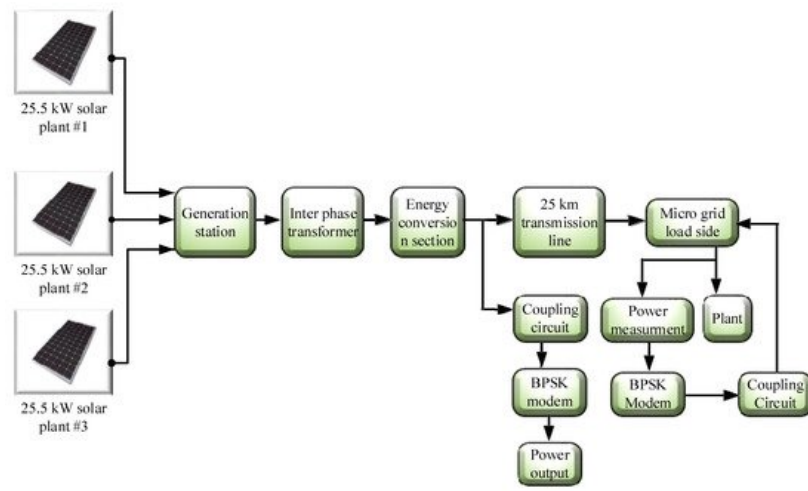 25.5 kW solar
plant #1
25.5 kW solar
plant #2
25.5 kW solar
plant #3
Generation
station
Inter phase
transformer
Energy
conversio
n section
25 km
transmission
line
Micro grid
load side
Coupling
circuit
BPSK
modem
Power
output
Power
measurment
Plant
BPSK
Modem
Coupling
Circuit